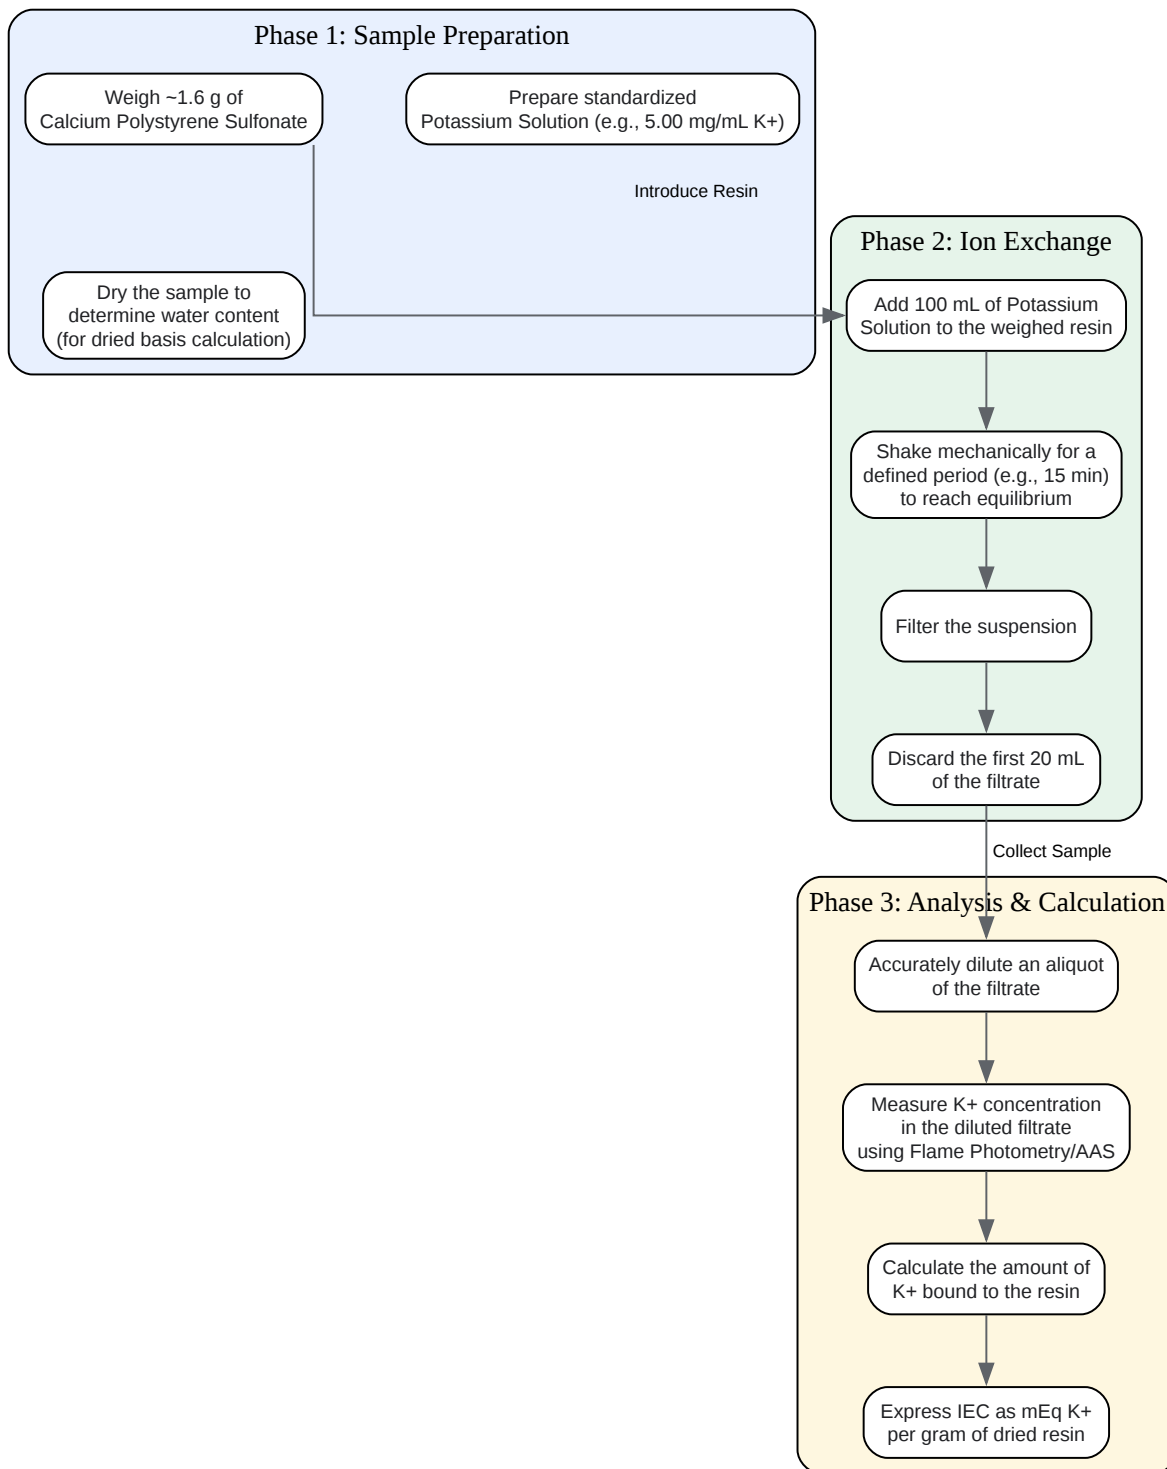 Phase 1: Sample Preparation
Weigh ~1.6 g of
Calcium Polystyrene Sulfonate
Prepare standardized
Potassium Solution (e.g., 5.00 mg/mL K+)
Introduce Resin
Dry the sample to
determine water content
(for dried basis calculation)
Phase 2: Ion Exchange
Add 100 mL of Potassium
Solution to the weighed resin
Shake mechanically for a
defined period (e.g., 15 min)
to reach equilibrium
Filter the suspension
Discard the first 20 mL
of the filtrate
Collect Sample
Phase 3: Analysis & Calculation
Accurately dilute an aliquot
of the filtrate
Measure K+ concentration
in the diluted filtrate
using Flame Photometry/AAS
Calculate the amount of
K+ bound to the resin
Express IEC as mEq K+
per gram of dried resin